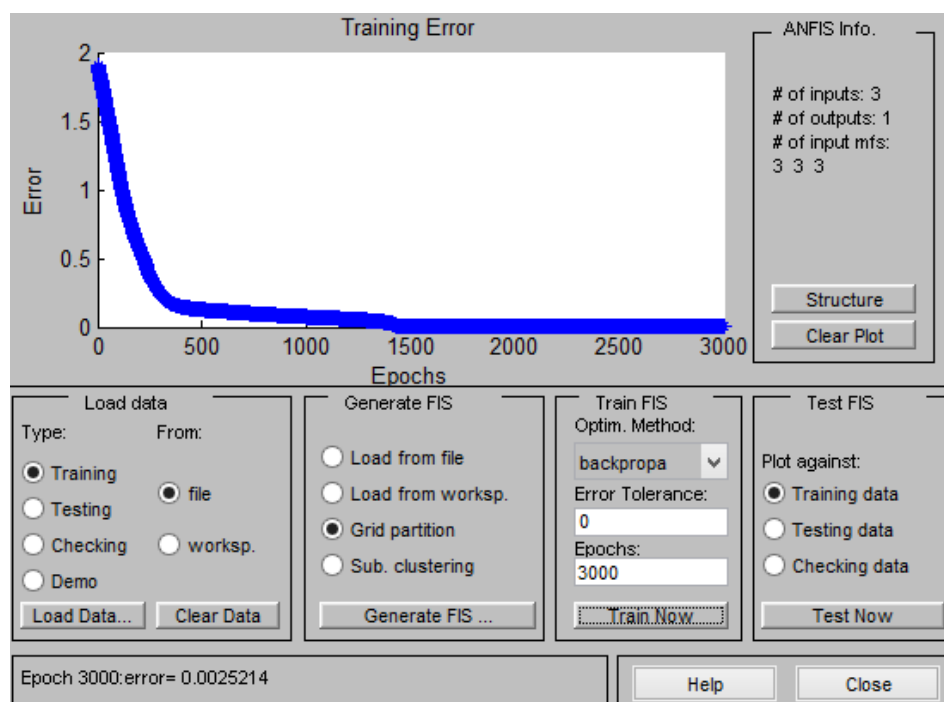 Training Error
2
1.5
1
0.5
0
Error
0 500 1000 1500 2000 2500 3000
Epochs
ANFIS Info.
# of inputs: 3
# of outputs: 1
# of input mfs:
3 3 3
Structure
Clear Plot
Load data
Type: From:
Training
file
Testing
Checking worksp.
Demo
Load Data... Clear Data
Generate FIS
Load from file
Load from worksp.
Grid partition
Sub. clustering
Generate FIS ...
Train FIS
Optim. Method:
backpropa
Error Tolerance:
0
Epochs:
3000
Train Now
Test FIS
Plot against:
Training data
Testing data
Checking data
Test Now
Epoch 3000:error= 0.0025214
Help Close